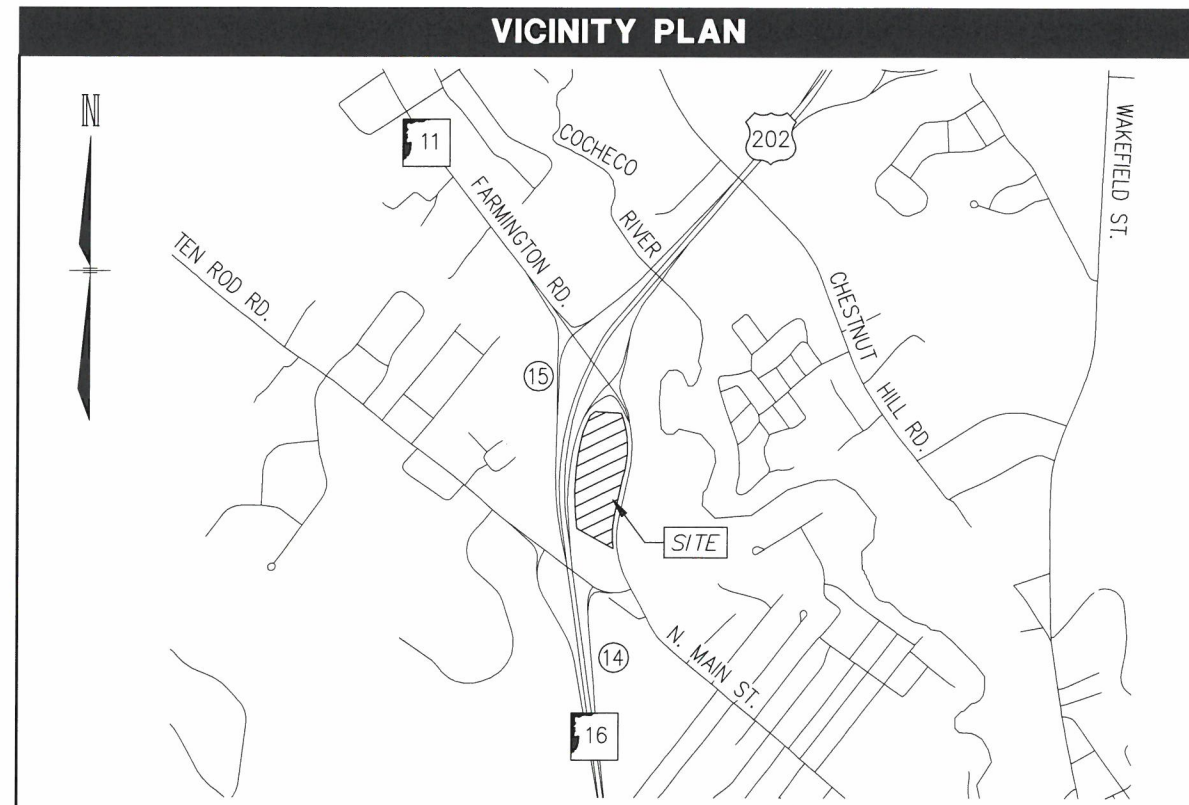 VICINITY PLAN
N
11
COCHECO
RIVER
202
WAKEFIELD ST.
FARMINGTON RD.
TEN ROD RD.
CHESTNUT HILL RD.
15
SITE
14
N. MAIN ST.
16